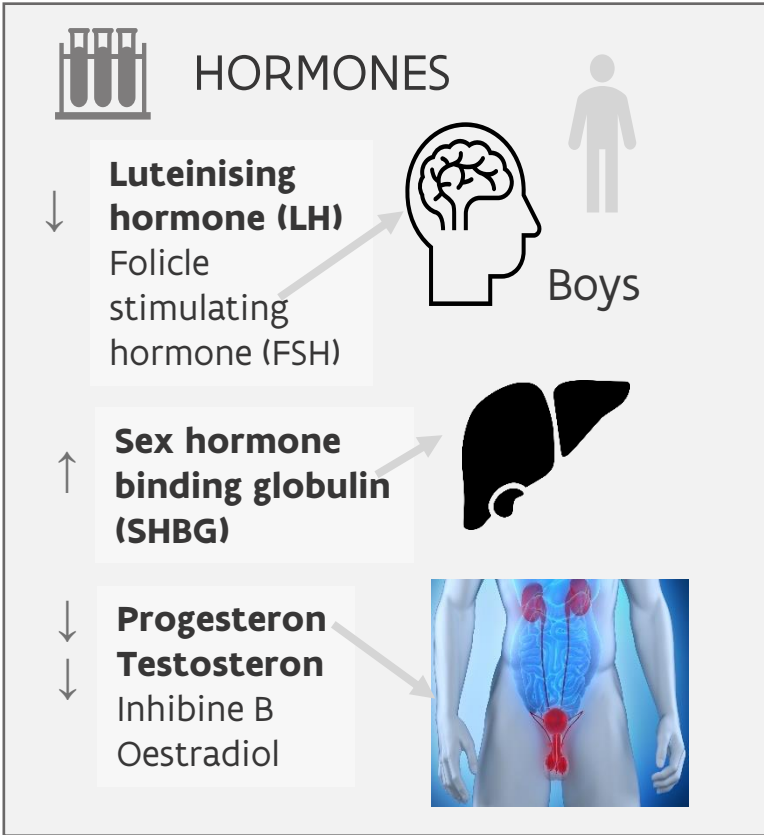 HORMONES
↓ Luteinising
hormone (LH)
Folicle
stimulating
hormone (FSH)
Boys
↑ Sex hormone
binding globulin
(SHBG)
↓ Progesteron
↓ Testosteron
Inhibine B
Oestradiol